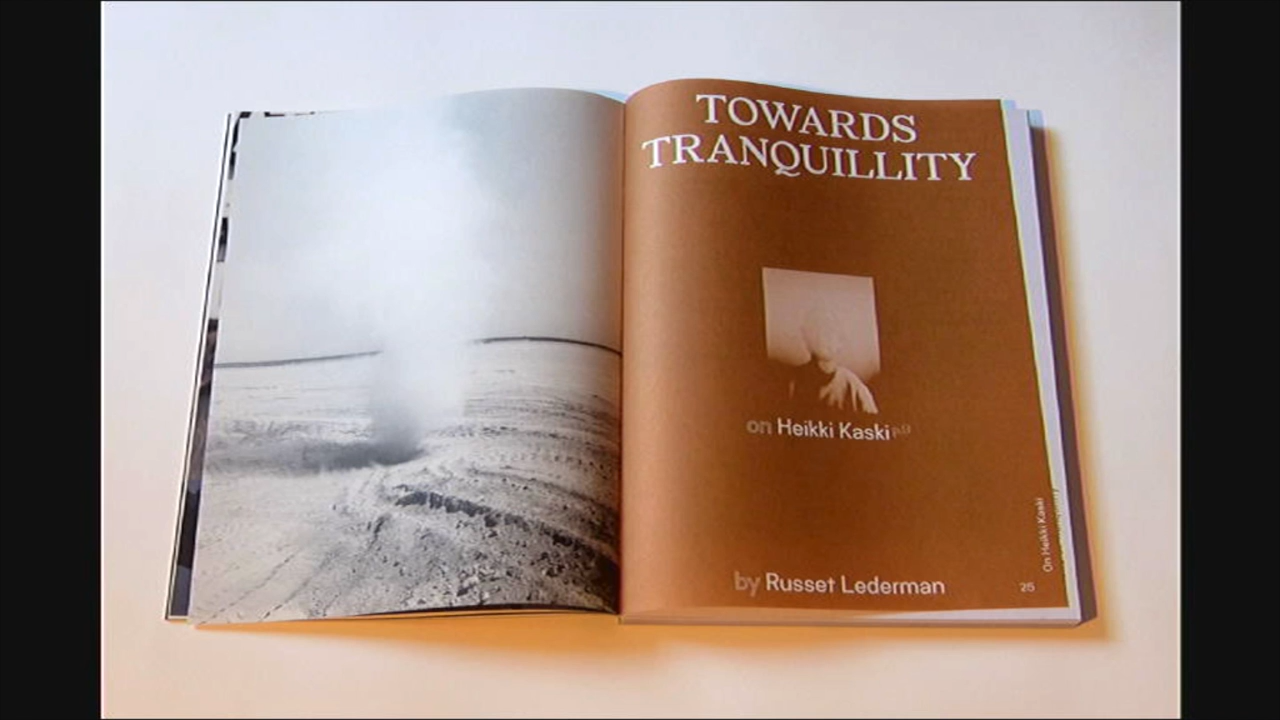 TOWARDS
TRANQUILLITY
on Heikki Kaski
by Russet Lederman
25
On Heikki Kaski